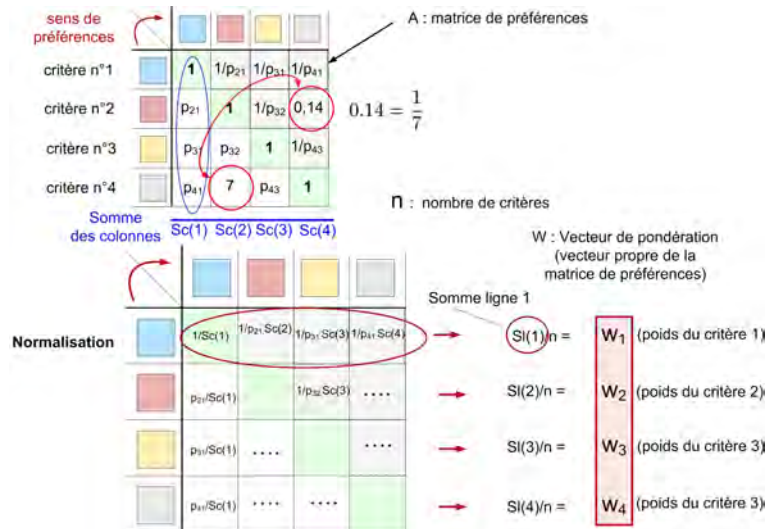 sens de
préférences
A : matrice de préférences
critère n°1 1 1/p21 1/p31 1/p41
critère n°2 p21 1 1/p32 0,14
0.14 = 1/7
critère n°3 p31 p32 1 1/p43
critère n°4 p41 7 p43 1
n : nombre de critères
Somme
des colonnes
Sc(1) Sc(2) Sc(3) Sc(4)
W : Vecteur de pondération
(vecteur propre de la
matrice de préférences)
Somme ligne 1
Normalisation
1/Sc(1) 1/p21 Sc(2) 1/p31 Sc(3) 1/p41 Sc(4)
Sl(1)/n = W1 (poids du critère 1)
p21/Sc(1) 1/p32 Sc(3) ....
Sl(2)/n = W2 (poids du critère 2)
p31/Sc(1) .... ....
Sl(3)/n = W3 (poids du critère 3)
p41/Sc(1) .... ....
Sl(4)/n = W4 (poids du critère 3)